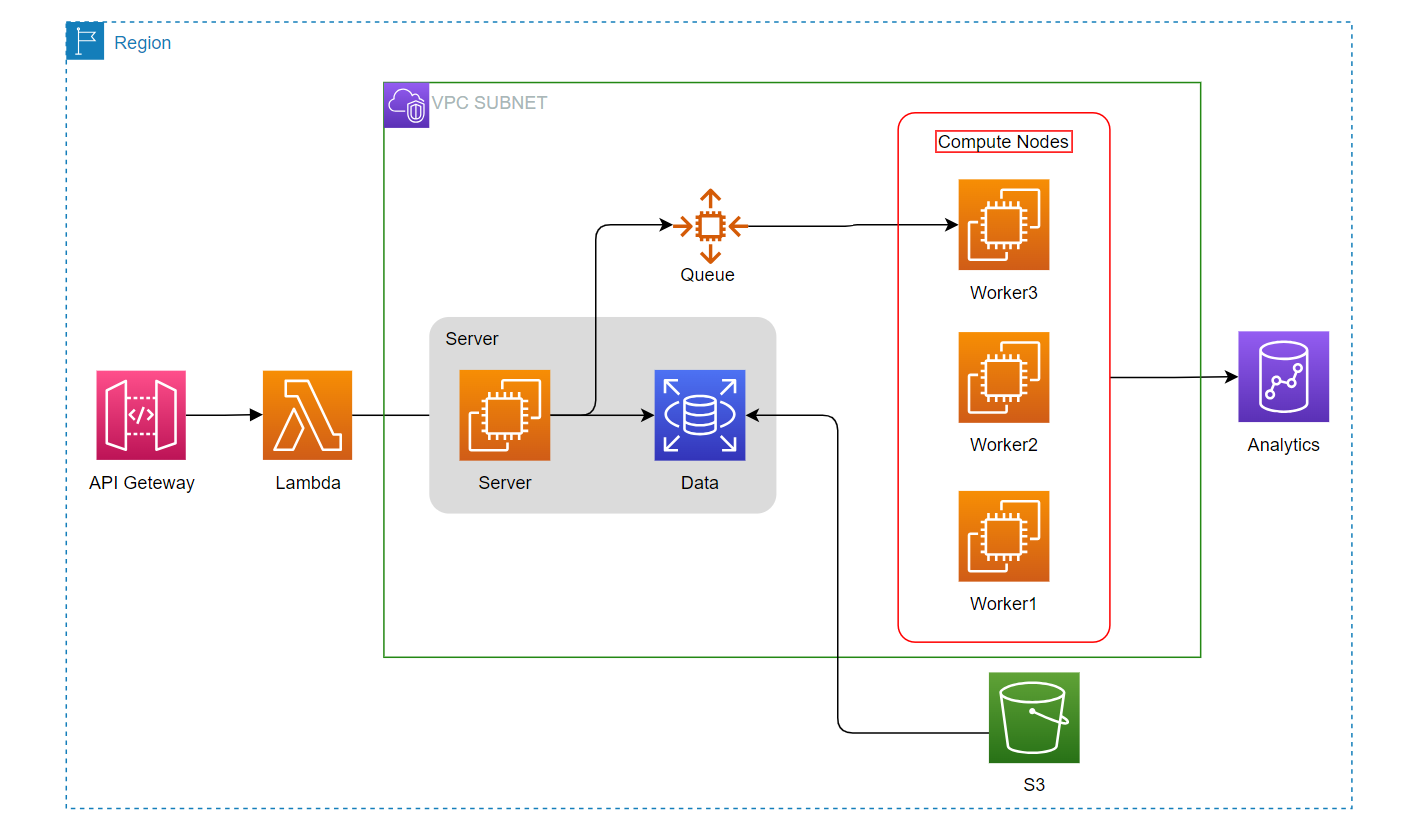 Region
VPC SUBNET
Compute Nodes
Queue
Worker3
Server
Worker2
Analytics
API Geteway
Lambda
Server
Data
Worker1
S3